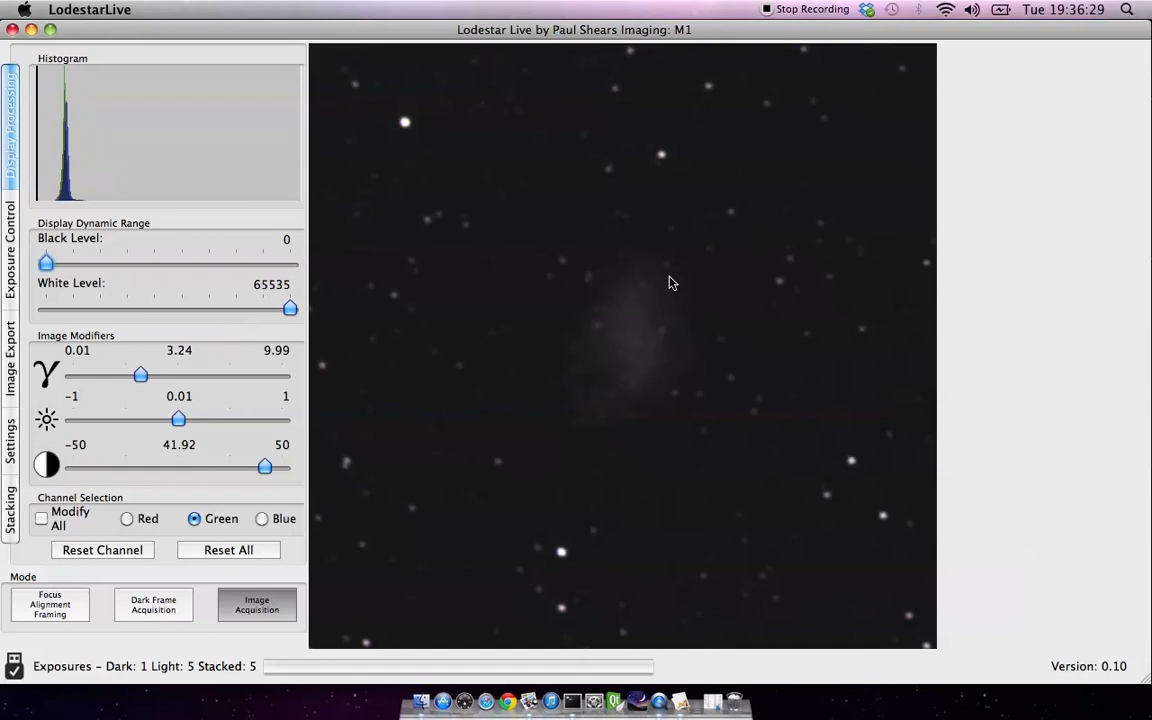 LodestarLive
Stop Recording
Tue 19:36:29
Lodestar Live by Paul Shears Imaging: M1
Display Processing
Exposure Control
Image Export
Settings
Stacking
Histogram
Display Dynamic Range
Black Level: 0
White Level: 65535
Image Modifiers
0.01 3.24 9.99
γ
-1 0.01 1
-50 41.92 50
Channel Selection
Modify
All
Red Green Blue
Reset Channel Reset All
Mode
Focus
Alignment
Framing
Dark Frame
Acquisition
Image
Acquisition
Exposures - Dark: 1 Light: 5 Stacked: 5
Version: 0.10
Qt